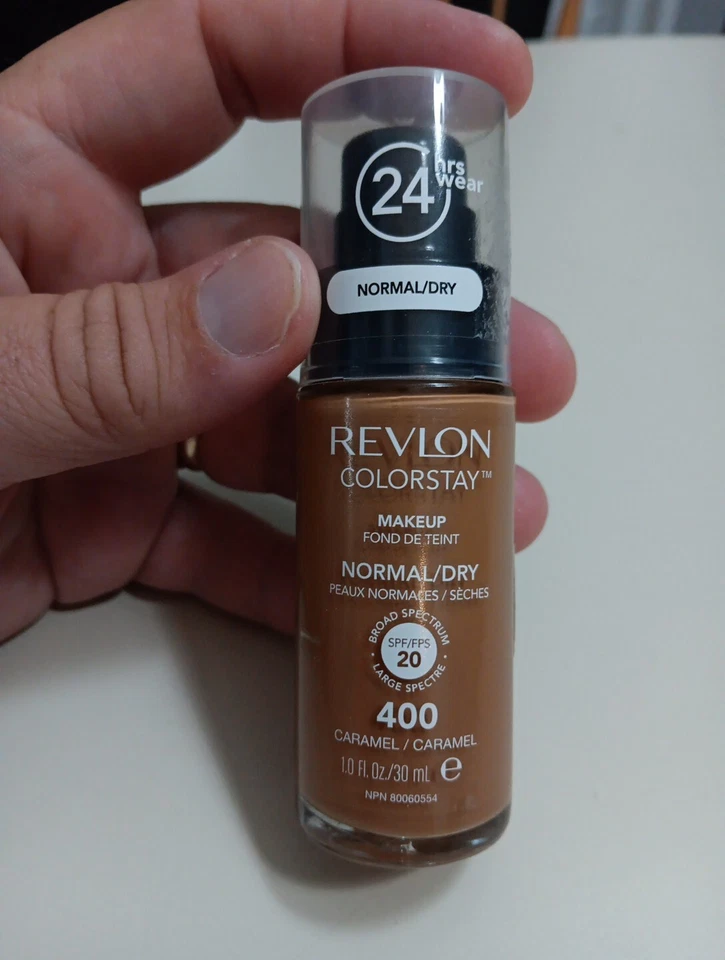 24 hrs wear
NORMAL/DRY
REVLON
COLORSTAY™
MAKEUP
FOND DE TEINT
NORMAL/DRY
PEAUX NORMALES / SÈCHES
BROAD SPECTRUM
SPF/FPS
20
LARGE SPECTRE
400
CARAMEL / CARAMEL
1.0 Fl. Oz./30 mL e
NPN 80060554